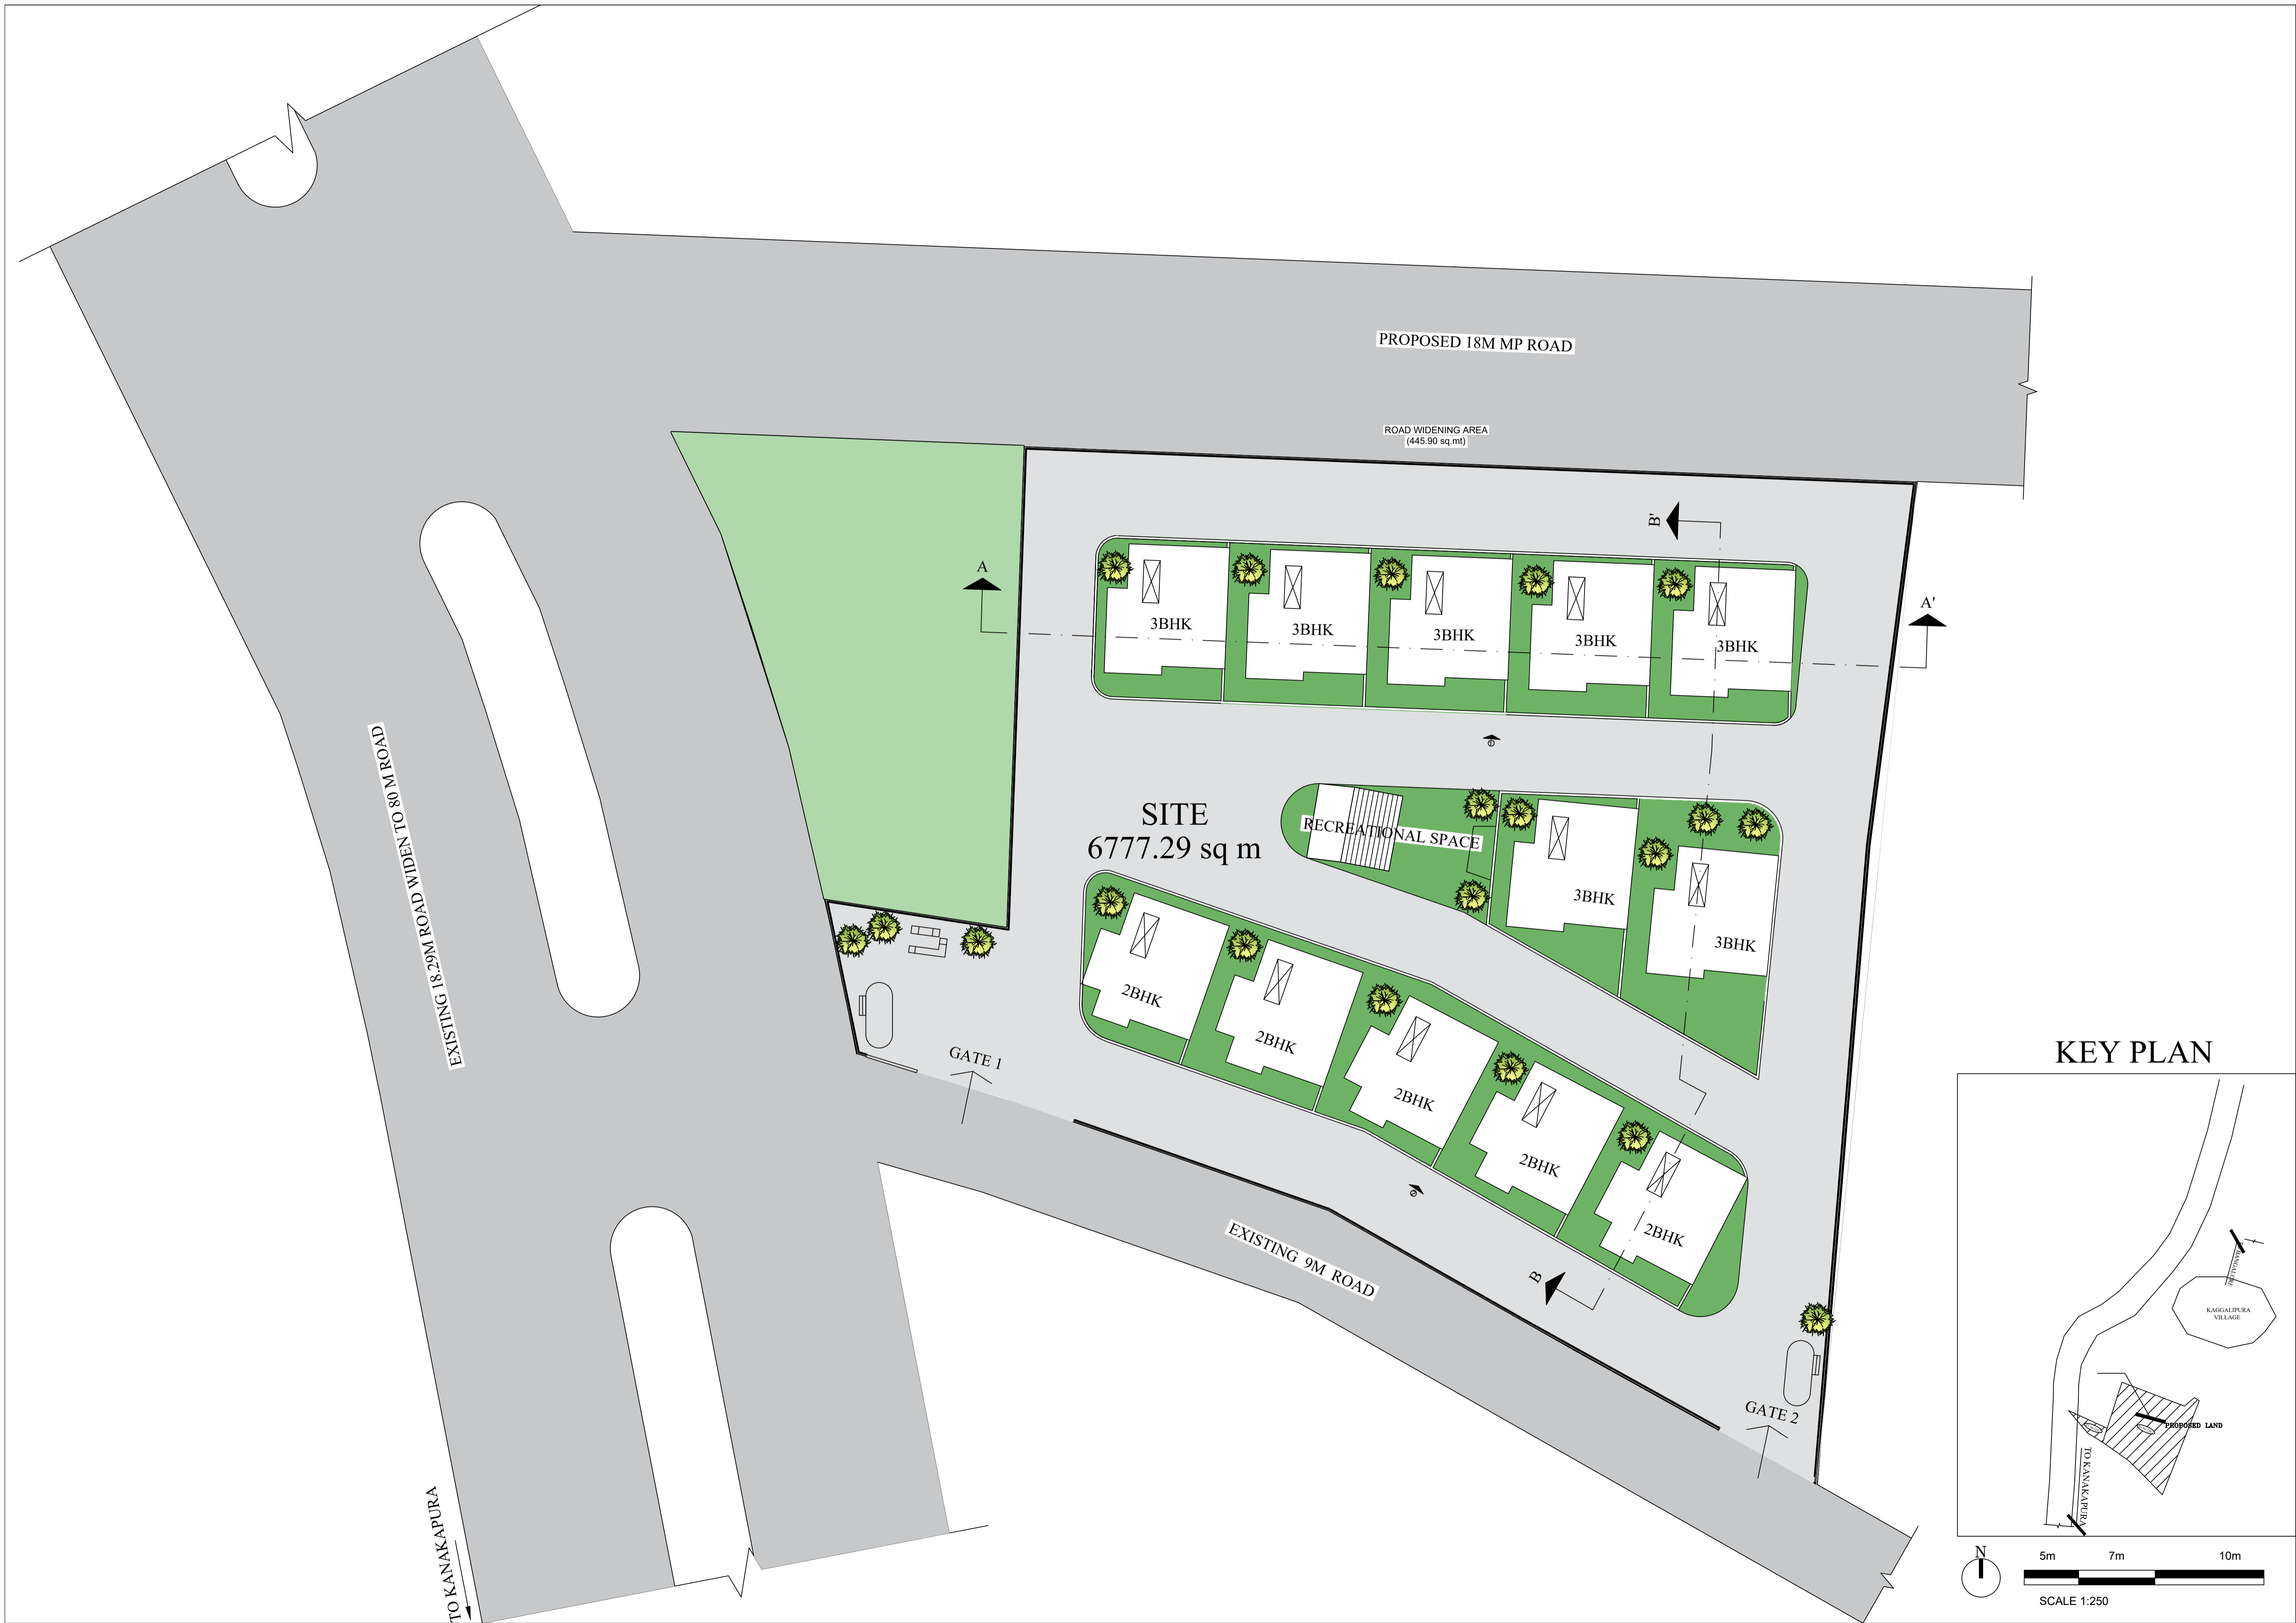 PROPOSED 18M MP ROAD
ROAD WIDENING AREA
(445.90 sq.mt)
B'
A
A'
3BHK
3BHK
3BHK
3BHK
3BHK
EXISTING 18.29M ROAD WIDEN TO 80 M ROAD
SITE
6777.29 sq m
RECREATIONAL SPACE
3BHK
3BHK
2BHK
2BHK
2BHK
2BHK
2BHK
GATE 1
EXISTING 9M ROAD
B
GATE 2
TO KANAKAPURA
KEY PLAN
BANGALORE
KAGGALIPURA
VILLAGE
PROPOSED LAND
TO KANAKAPURA
N
5m 7m 10m
SCALE 1:250